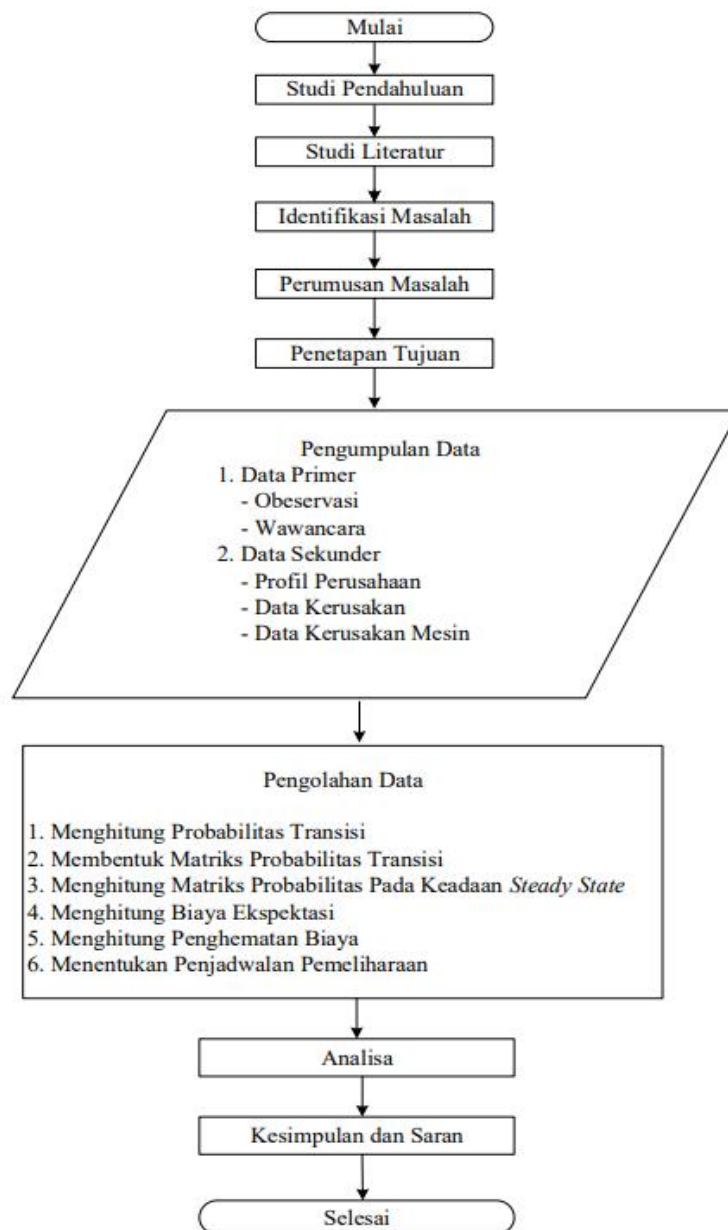 Mulai
Studi Pendahuluan
Studi Literatur
Identifikasi Masalah
Perumusan Masalah
Penetapan Tujuan
Pengumpulan Data
1. Data Primer
- Obeservasi
- Wawancara
2. Data Sekunder
- Profil Perusahaan
- Data Kerusakan
- Data Kerusakan Mesin
Pengolahan Data
1. Menghitung Probabilitas Transisi
2. Membentuk Matriks Probabilitas Transisi
3. Menghitung Matriks Probabilitas Pada Keadaan Steady State
4. Menghitung Biaya Ekspektasi
5. Menghitung Penghematan Biaya
6. Menentukan Penjadwalan Pemeliharaan
Analisa
Kesimpulan dan Saran
Selesai